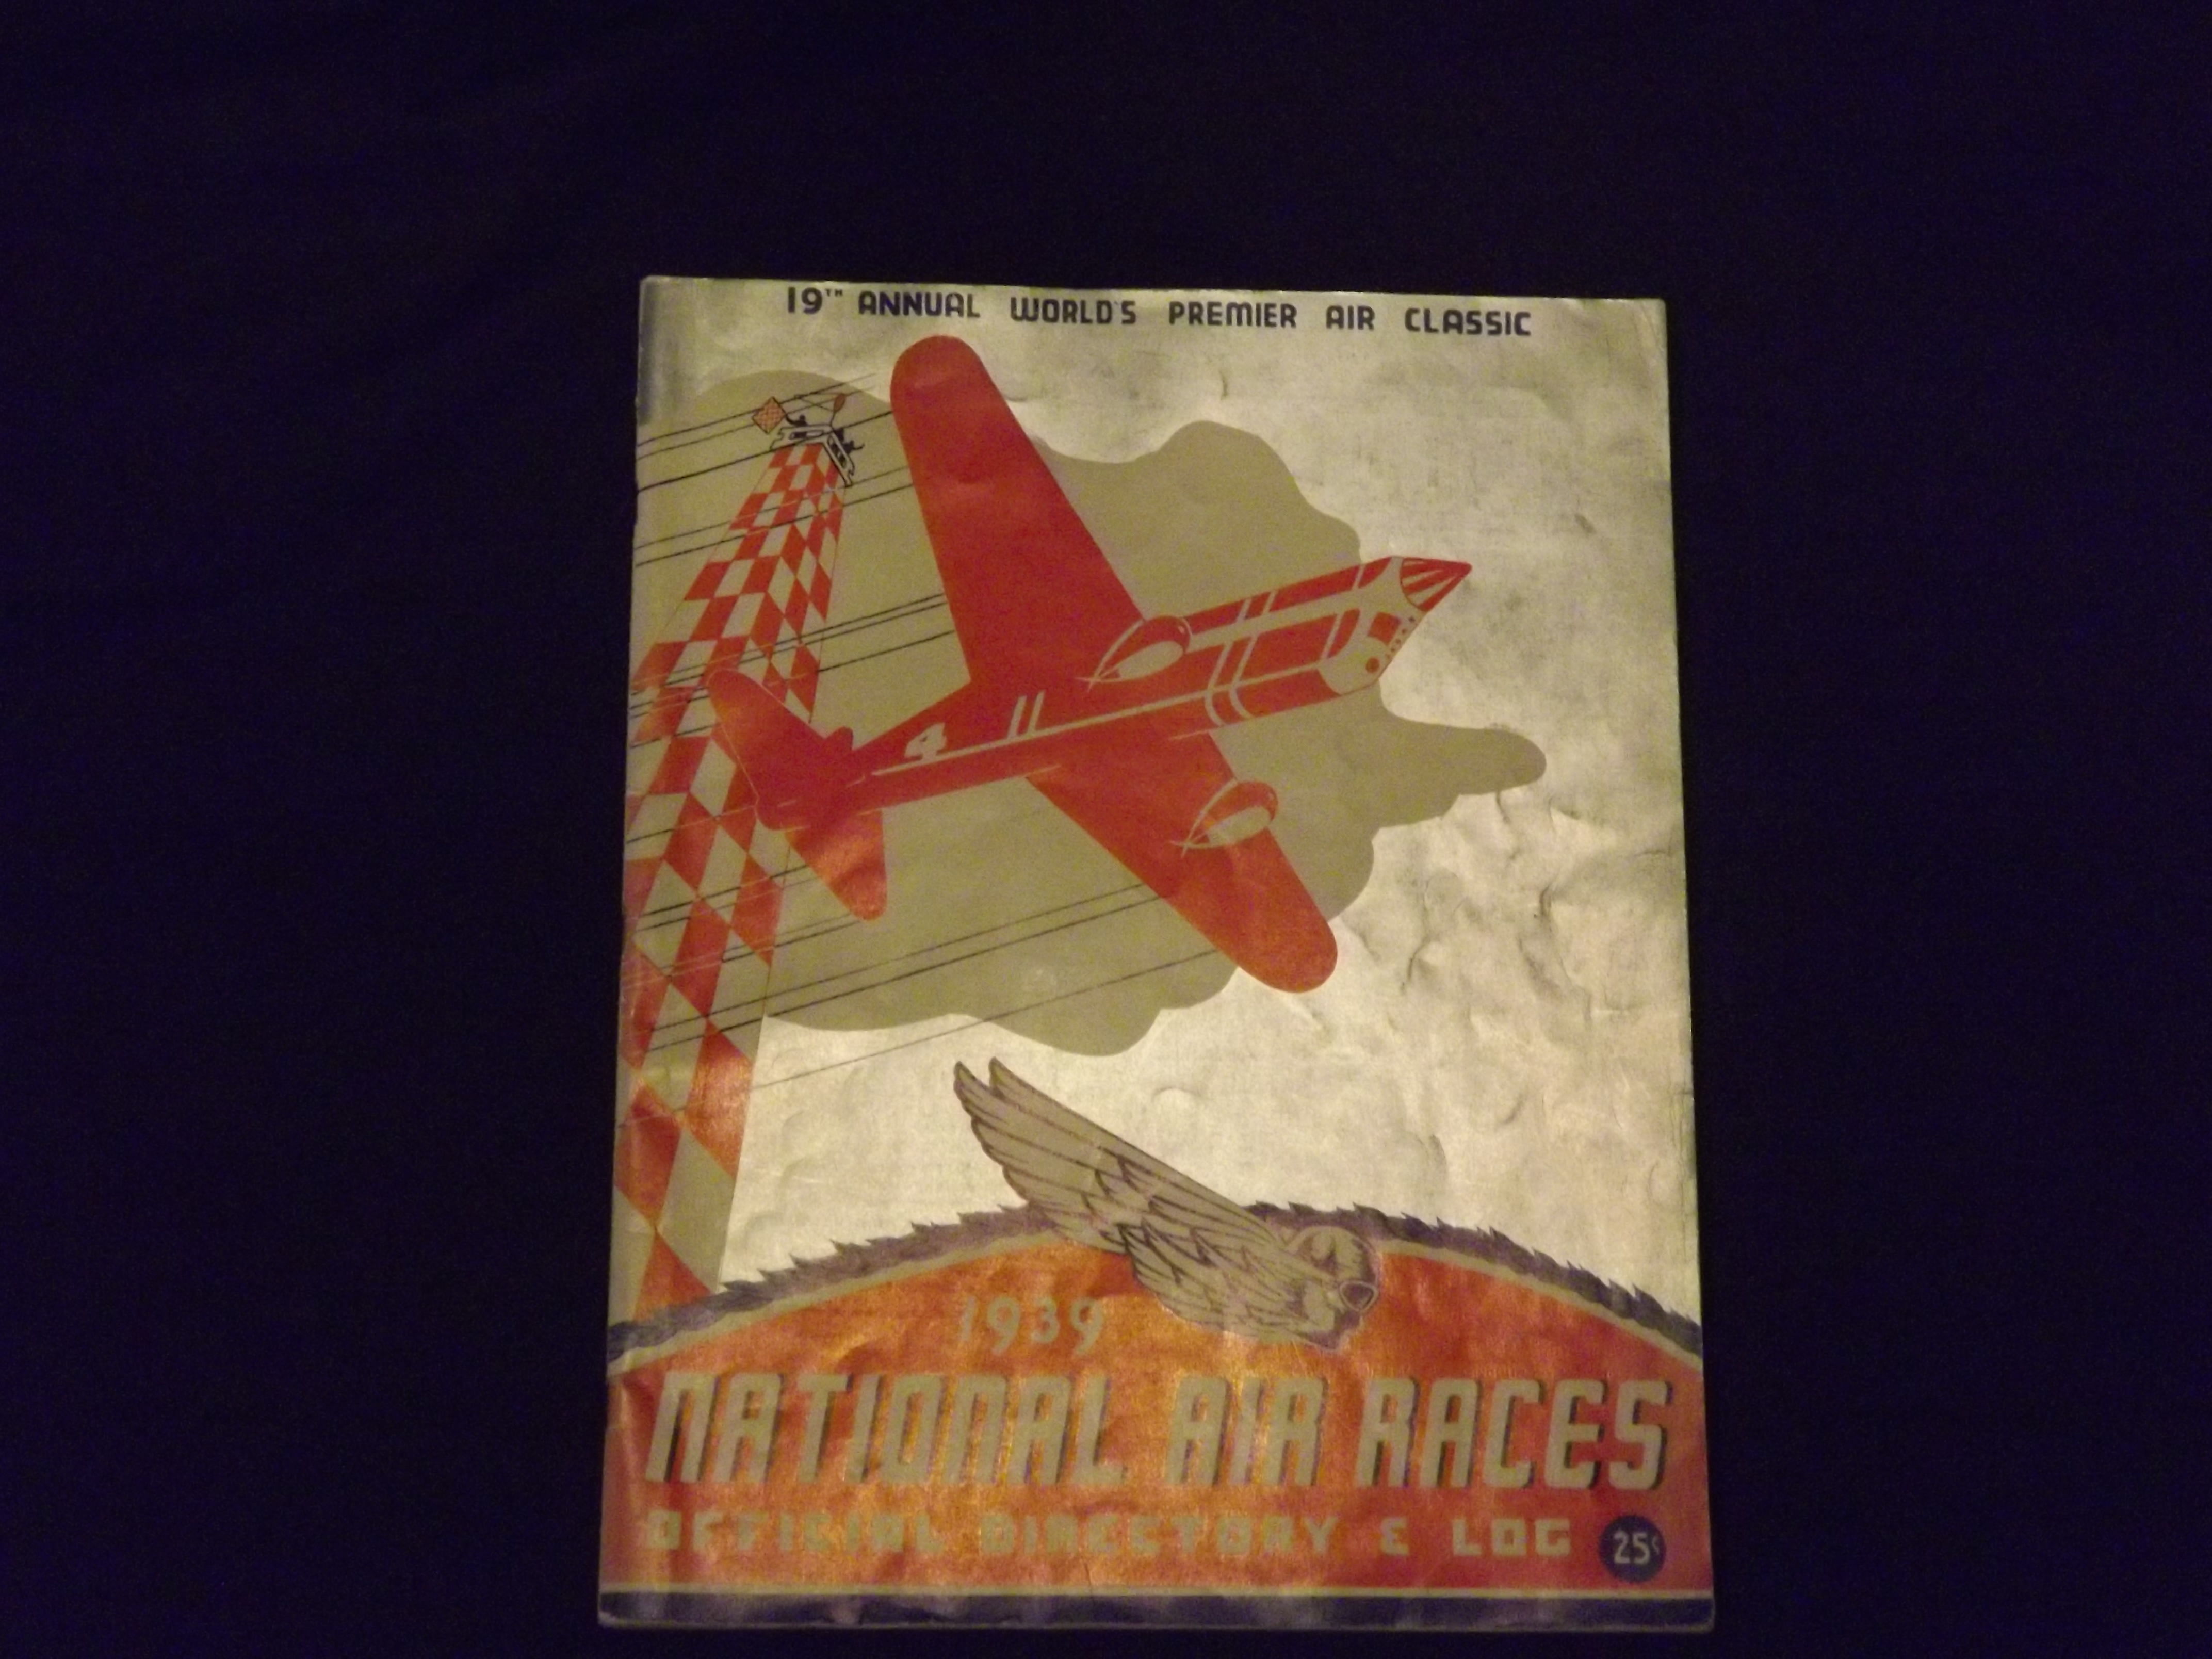 19TH ANNUAL WORLD'S PREMIER AIR CLASSIC
4
1939
NATIONAL AIR RACES
OFFICIAL DIRECTORY & LOG 25¢